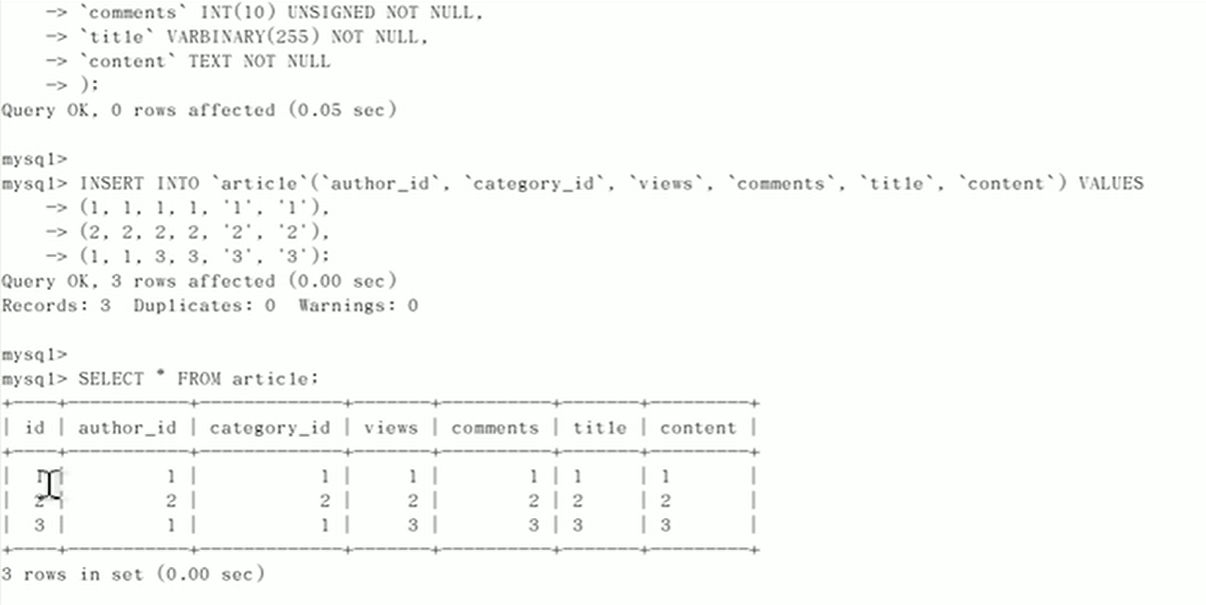 -> `comments` INT(10) UNSIGNED NOT NULL,
-> `title` VARBINARY(255) NOT NULL,
-> `content` TEXT NOT NULL
-> );
Query OK, 0 rows affected (0.05 sec)
mysql>
mysql> INSERT INTO `article`(`author_id`, `category_id`, `views`, `comments`, `title`, `content`) VALUES
-> (1, 1, 1, 1, '1', '1'),
-> (2, 2, 2, 2, '2', '2'),
-> (1, 1, 3, 3, '3', '3');
Query OK, 3 rows affected (0.00 sec)
Records: 3  Duplicates: 0  Warnings: 0
mysql>
mysql> SELECT * FROM article;
+----+-----------+-------------+-------+----------+-------+---------+
| id | author_id | category_id | views | comments | title | content |
+----+-----------+-------------+-------+----------+-------+---------+
| 1 | 1 | 1 | 1 | 1 | 1 | 1 |
| 2 | 2 | 2 | 2 | 2 | 2 | 2 |
| 3 | 1 | 1 | 3 | 3 | 3 | 3 |
+----+-----------+-------------+-------+----------+-------+---------+
3 rows in set (0.00 sec)